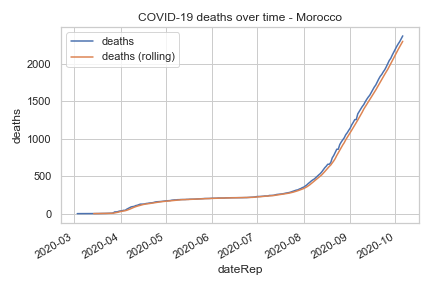 COVID-19 deaths over time - Morocco
deaths
deaths (rolling)
deaths
2000
1500
1000
500
0
2020-03
2020-04
2020-05
2020-06
2020-07
2020-08
2020-09
2020-10
dateRep